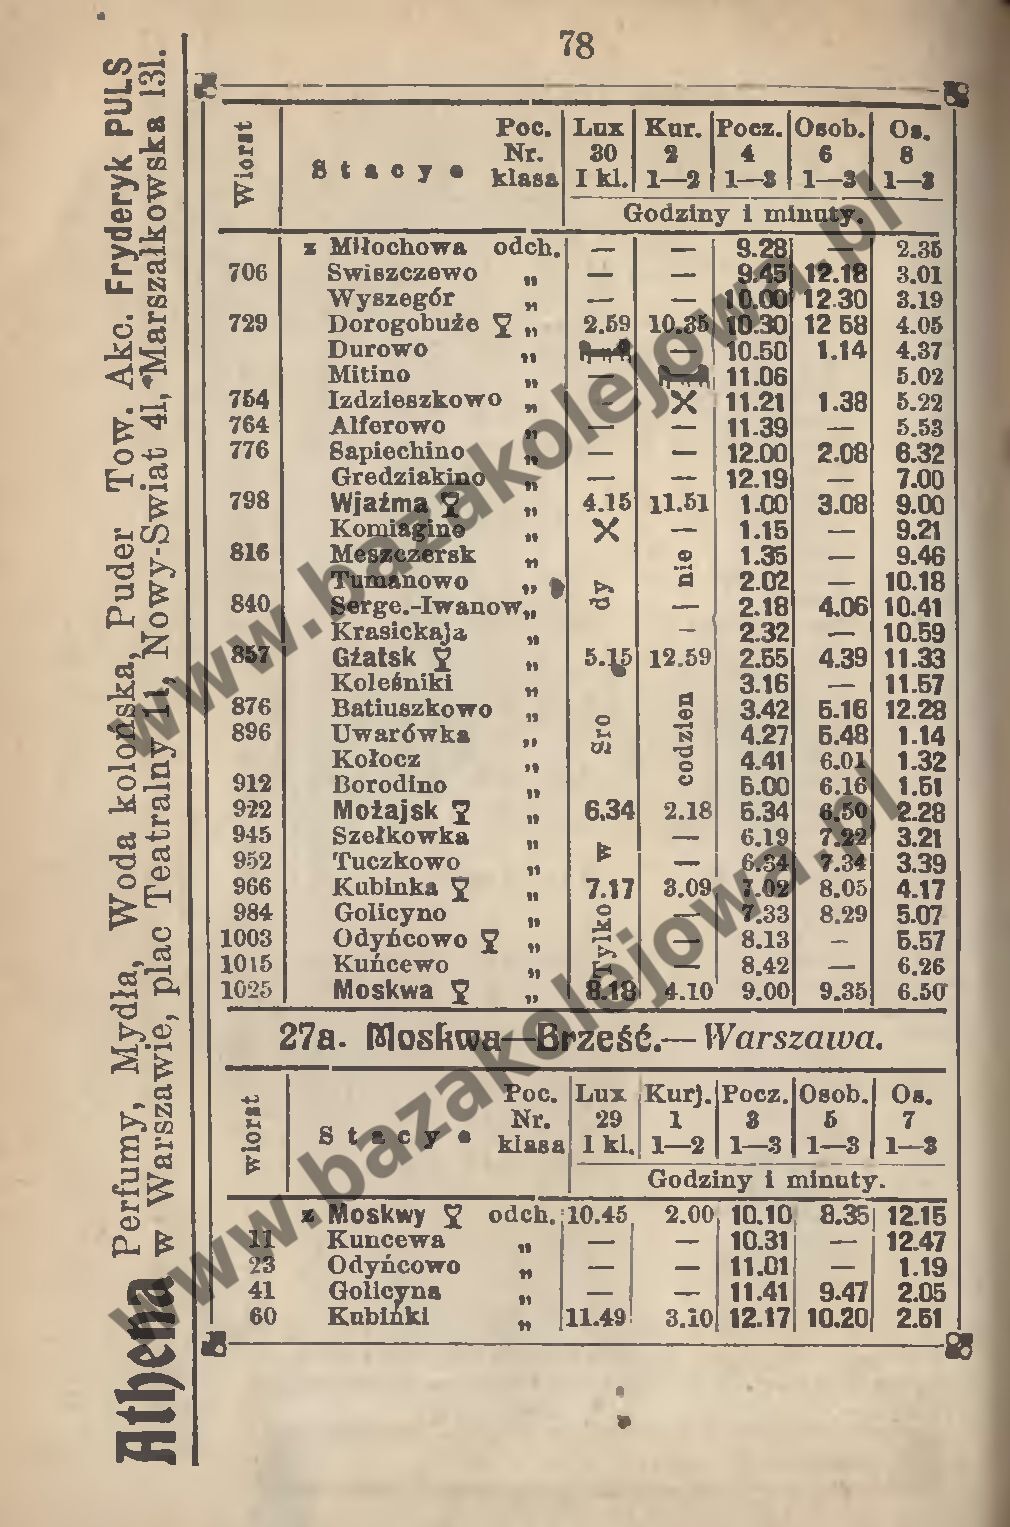 78
Wiorst Stacye Poc. Nr. klasa Lux 30 I kl. Kur. 2 1—2 Pocz. 4 1—3 Osob. 6 1—3 Os. 8 1—3
Godziny i minuty.
z Miłochowa odch. — — 9.28 — 2.35
706 Swiszczewo „ — — 9.45 12.18 3.01
Wyszegór „ — — 10.00 12.30 3.19
729 Dorogobuże „ 2.59 10.35 10.30 12 58 4.05
Durowo „ — 10.50 1.14 4.37
Mitino „ — 11.06 5.02
754 Izdzieszkowo „ - 11.21 1.38 5.22
764 Alferowo „ — — 11.39 — 5.53
776 Sapiechino „ — — 12.00 2.08 6.32
Gredziakino „ — — 12.19 — 7.00
798 Wjaźma „ 4.15 11.51 1.00 3.08 9.00
Komiagino „ — 1.15 — 9.21
816 Meszczersk „ 1.35 — 9.46
Tumanowo „ 2.02 — 10.18
840 Serge.-Iwanow „ — 2.18 4.06 10.41
Krasickaja „ — 2.32 — 10.59
857 Gżatsk „ 5.15 12.59 2.55 4.39 11.33
Koleśniki „ 3.16 — 11.57
876 Batiuszkowo „ 3.42 5.16 12.28
896 Uwarówka „ 4.27 5.48 1.14
Kołocz „ 4.41 6.01 1.32
912 Borodino „ 5.00 6.16 1.51
922 Możajsk „ 6.34 2.18 5.34 6.50 2.28
945 Szełkowka „ — 6.19 7.22 3.21
952 Tuczkowo „ — 6.34 7.34 3.39
966 Kubinka „ 7.17 3.09 7.02 8.05 4.17
984 Golicyno „ — 7.33 8.29 5.07
1003 Odyńcowo „ — 8.13 — 5.57
1015 Kuńcewo „ — 8.42 — 6.26
1025 Moskwa „ 8.18 4.10 9.00 9.35 6.50
Tylko w Sro dy
codzien nie
27a. Moskwa—Brześć.—Warszawa.
wiorst Stacye Poc. Nr. klasa Lux 29 I kl. Kurj. 1 1—2 Pocz. 3 1—3 Osob. 5 1—3 Os. 7 1—3
Godziny i minuty.
z Moskwy odch. 10.45 2.00 10.10 8.35 12.15
11 Kuncewa „ — — 10.31 — 12.47
23 Odyńcowo „ — — 11.01 — 1.19
41 Golicyna „ — — 11.41 9.47 2.05
60 Kubinki „ 11.49 3.10 12.17 10.20 2.51
Athena Perfumy, Mydła, Woda kolońska, Puder Tow. Akc. Fryderyk PULS
w Warszawie, plac Teatralny 11, Nowy-Swiat 41, Marszałkowska 131.
www.bazakolejowa.pl
www.bazakolejowa.pl